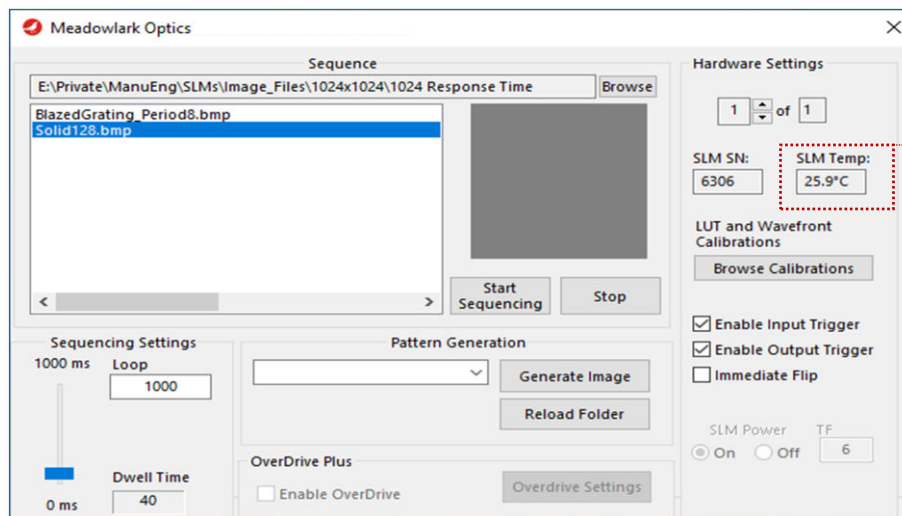 Meadowlark Optics
Sequence
E:\Private\ManuEng\SLMs\Image_Files\1024x1024\1024 Response Time
Browse
BlazedGrating_Period8.bmp
Solid128.bmp
Start
Sequencing
Stop
Hardware Settings
1 of 1
SLM SN:
SLM Temp:
6306
25.9°C
LUT and Wavefront
Calibrations
Browse Calibrations
Enable Input Trigger
Enable Output Trigger
Immediate Flip
SLM Power
TF
On
Off
6
Sequencing Settings
1000 ms
Loop
1000
Dwell Time
40
0 ms
Pattern Generation
Generate Image
Reload Folder
OverDrive Plus
Enable OverDrive
Overdrive Settings